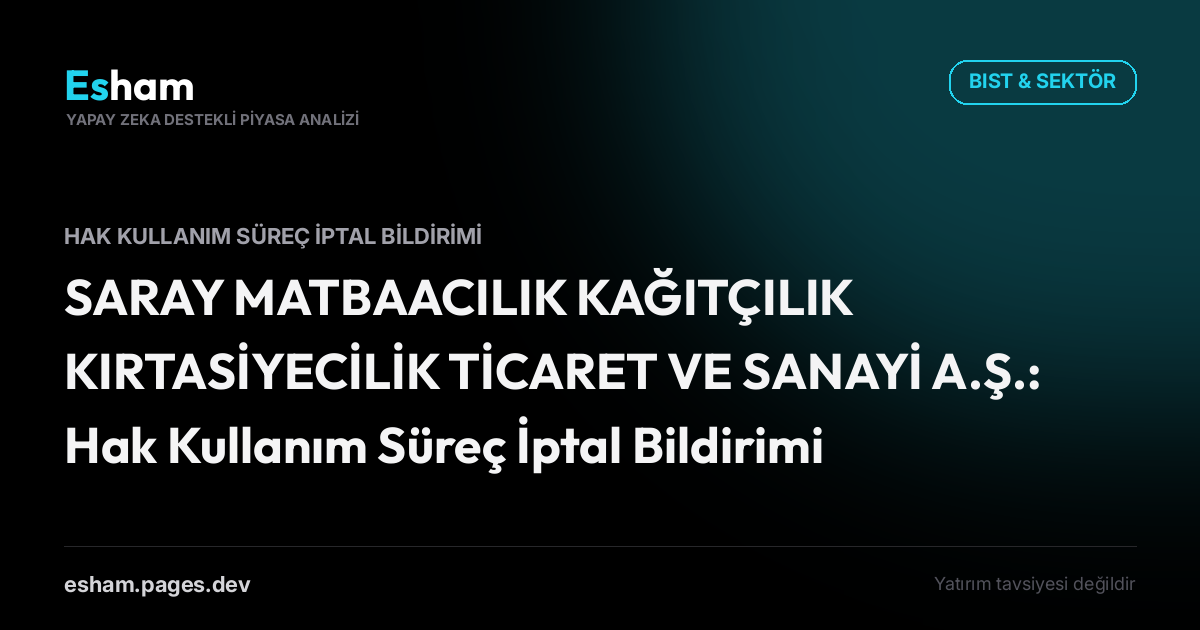 Esham
BIST & SEKTÖR
YAPAY ZEKA DESTEKLİ PİYASA ANALİZİ
HAK KULLANIM SÜREÇ İPTAL BİLDİRİMİ
SARAY MATBAACILIK KAĞITÇILIK
KIRTASİYECİLİK TİCARET VE SANAYİ A.Ş.:
Hak Kullanım Süreç İptal Bildirimi
esham.pages.dev
Yatırım tavsiyesi değildir